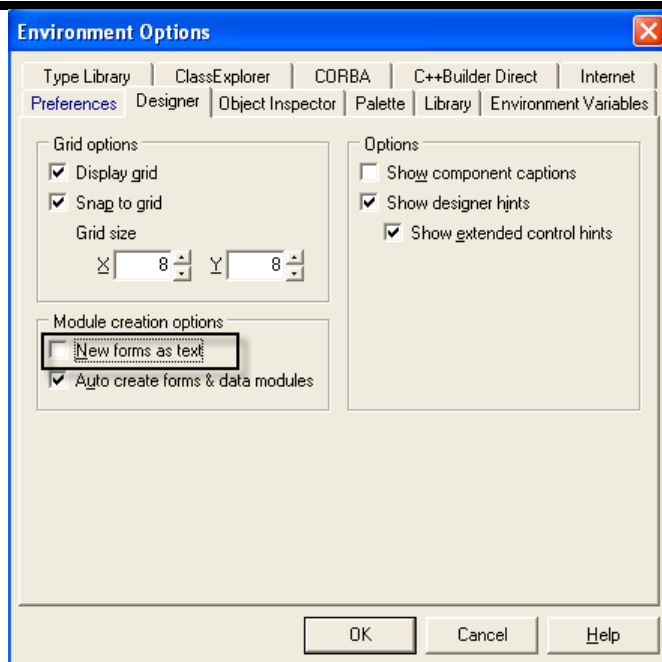 Environment Options
Type Library ClassExplorer CORBA C++Builder Direct Internet
Preferences Designer Object Inspector Palette Library Environment Variables
Grid options
Display grid
Snap to grid
Grid size
X 8 Y 8
Module creation options
New forms as text
Auto create forms & data modules
Options
Show component captions
Show designer hints
Show extended control hints
OK Cancel Help